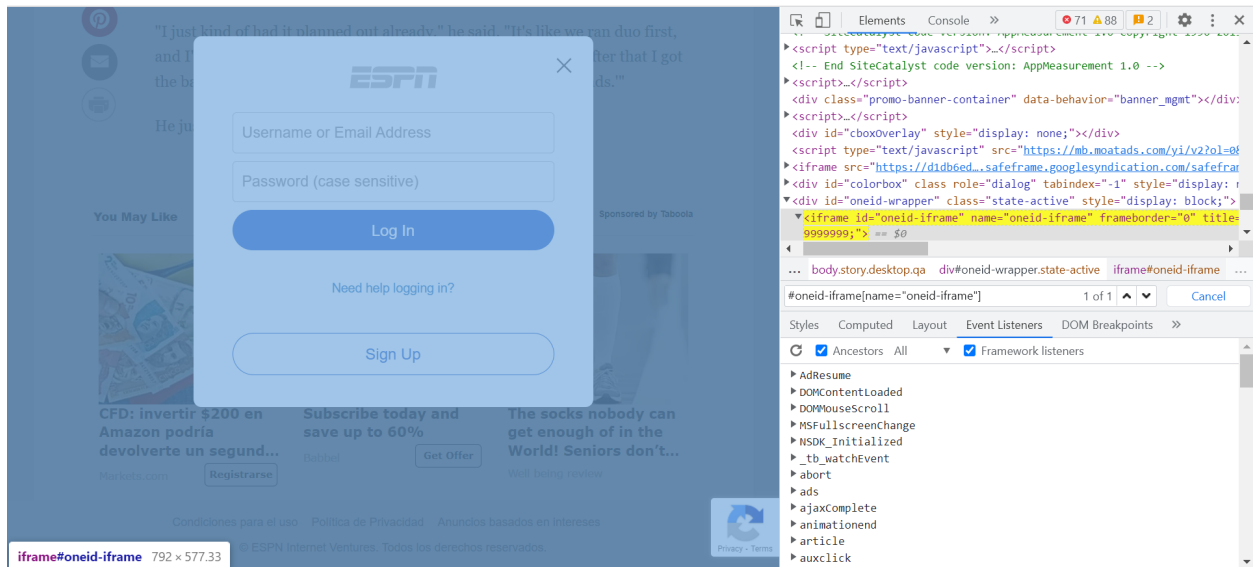 "I just kind of had it planned out already," he said. "It's like we ran duo first,
and I'
fter that I got
the ba
ds.'"
He ju
ESPN
Username or Email Address
Password (case sensitive)
Log In
Need help logging in?
Sign Up
You May Like
Sponsored by Taboola
CFD: invertir $200 en
Amazon podría
devolverte un segund...
Markets.com
Registrarse
Subscribe today and
save up to 60%
Babbel
Get Offer
The socks nobody can
get enough of in the
World! Seniors don't...
Well being review
Condiciones para el uso Política de Privacidad Anuncios basados en intereses
© ESPN Internet Ventures. Todos los derechos reservados.
Privacy - Terms
iframe#oneid-iframe 792 × 577.33
Elements Console » 71 88 2
<script type="text/javascript">…</script>
<!-- End SiteCatalyst code version: AppMeasurement 1.0 -->
<script>…</script>
<div class="promo-banner-container" data-behavior="banner_mgmt"></div>
<script>…</script>
<div id="cboxOverlay" style="display: none;"></div>
<script type="text/javascript" src="https://mb.moatads.com/yi/v2?ol=0&
<iframe src="https://d1db6ed….safeframe.googlesyndication.com/safefram
<div id="colorbox" class role="dialog" tabindex="-1" style="display: n
<div id="oneid-wrapper" class="state-active" style="display: block;">
<iframe id="oneid-iframe" name="oneid-iframe" frameborder="0" title=
9999999;"> == $0
… body.story.desktop.qa div#oneid-wrapper.state-active iframe#oneid-iframe …
#oneid-iframe[name="oneid-iframe"] 1 of 1 Cancel
Styles Computed Layout Event Listeners DOM Breakpoints »
Ancestors All Framework listeners
AdResume
DOMContentLoaded
DOMMouseScroll
MSFullscreenChange
NSDK_Initialized
_tb_watchEvent
abort
ads
ajaxComplete
animationend
article
auxclick